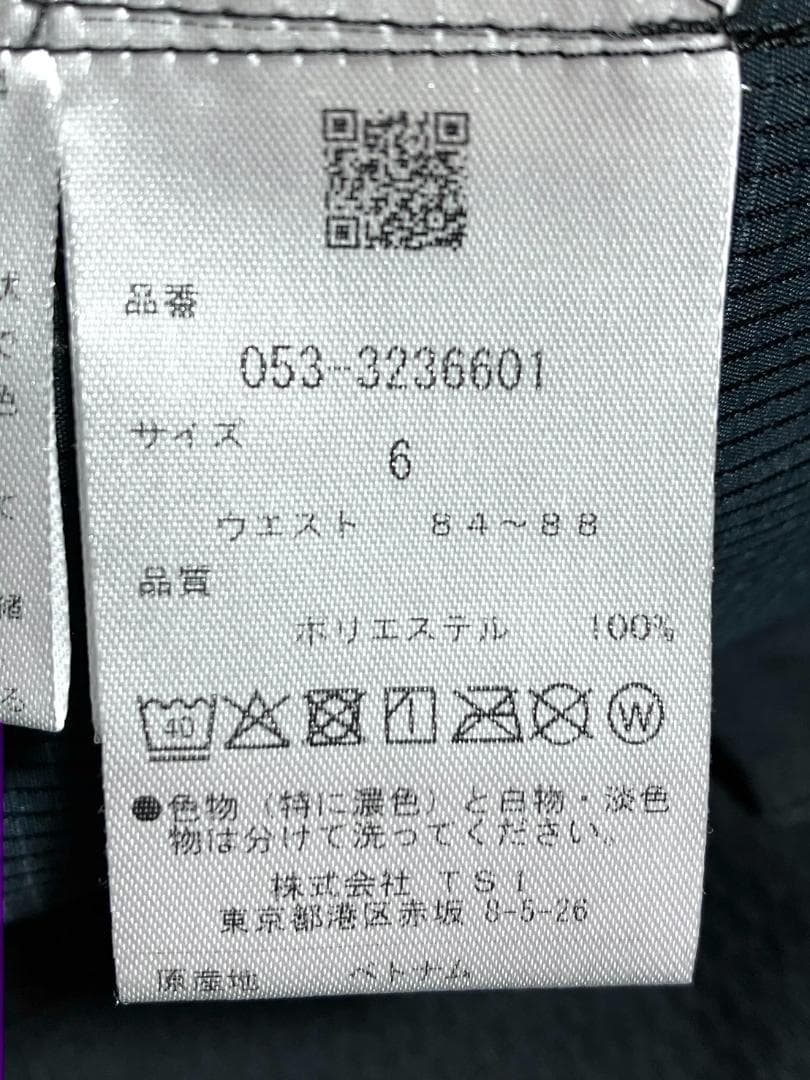 品番
053-3236601
サイズ
6
ウエスト 84～88
品質
ポリエステル 100%
40
W
●色物（特に濃色）と白物・淡色
物は分けて洗ってください。
株式会社 TSI
東京都港区赤坂 8-5-26
原産地 ベトナム